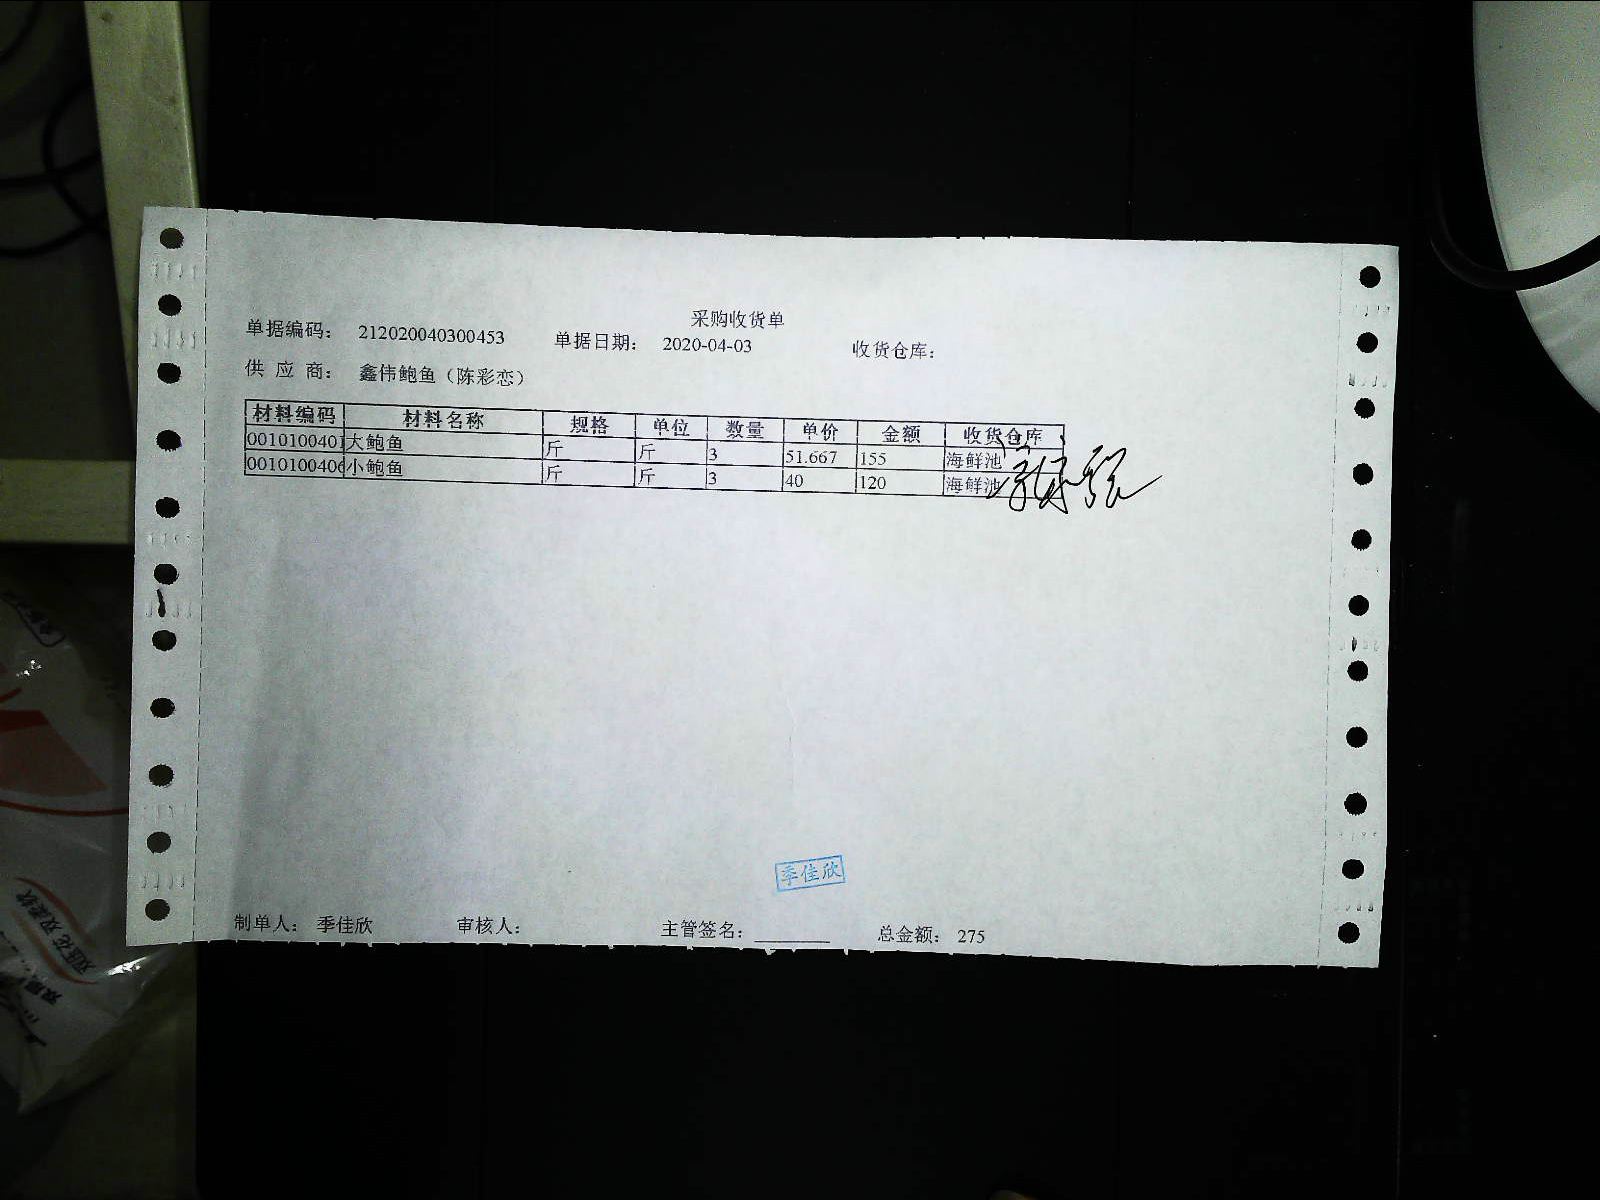 采购收货单
单据编码： 212020040300453 单据日期： 2020-04-03 收货仓库：
供 应 商： 鑫伟鲍鱼（陈彩恋）
材料编码 材料名称 规格 单位 数量 单价 金额 收货仓库
0010100401 大鲍鱼 斤 斤 3 51.667 155 海鲜池
0010100406 小鲍鱼 斤 斤 3 40 120 海鲜池
季佳欣
制单人： 季佳欣 审核人： 主管签名： 总金额： 275